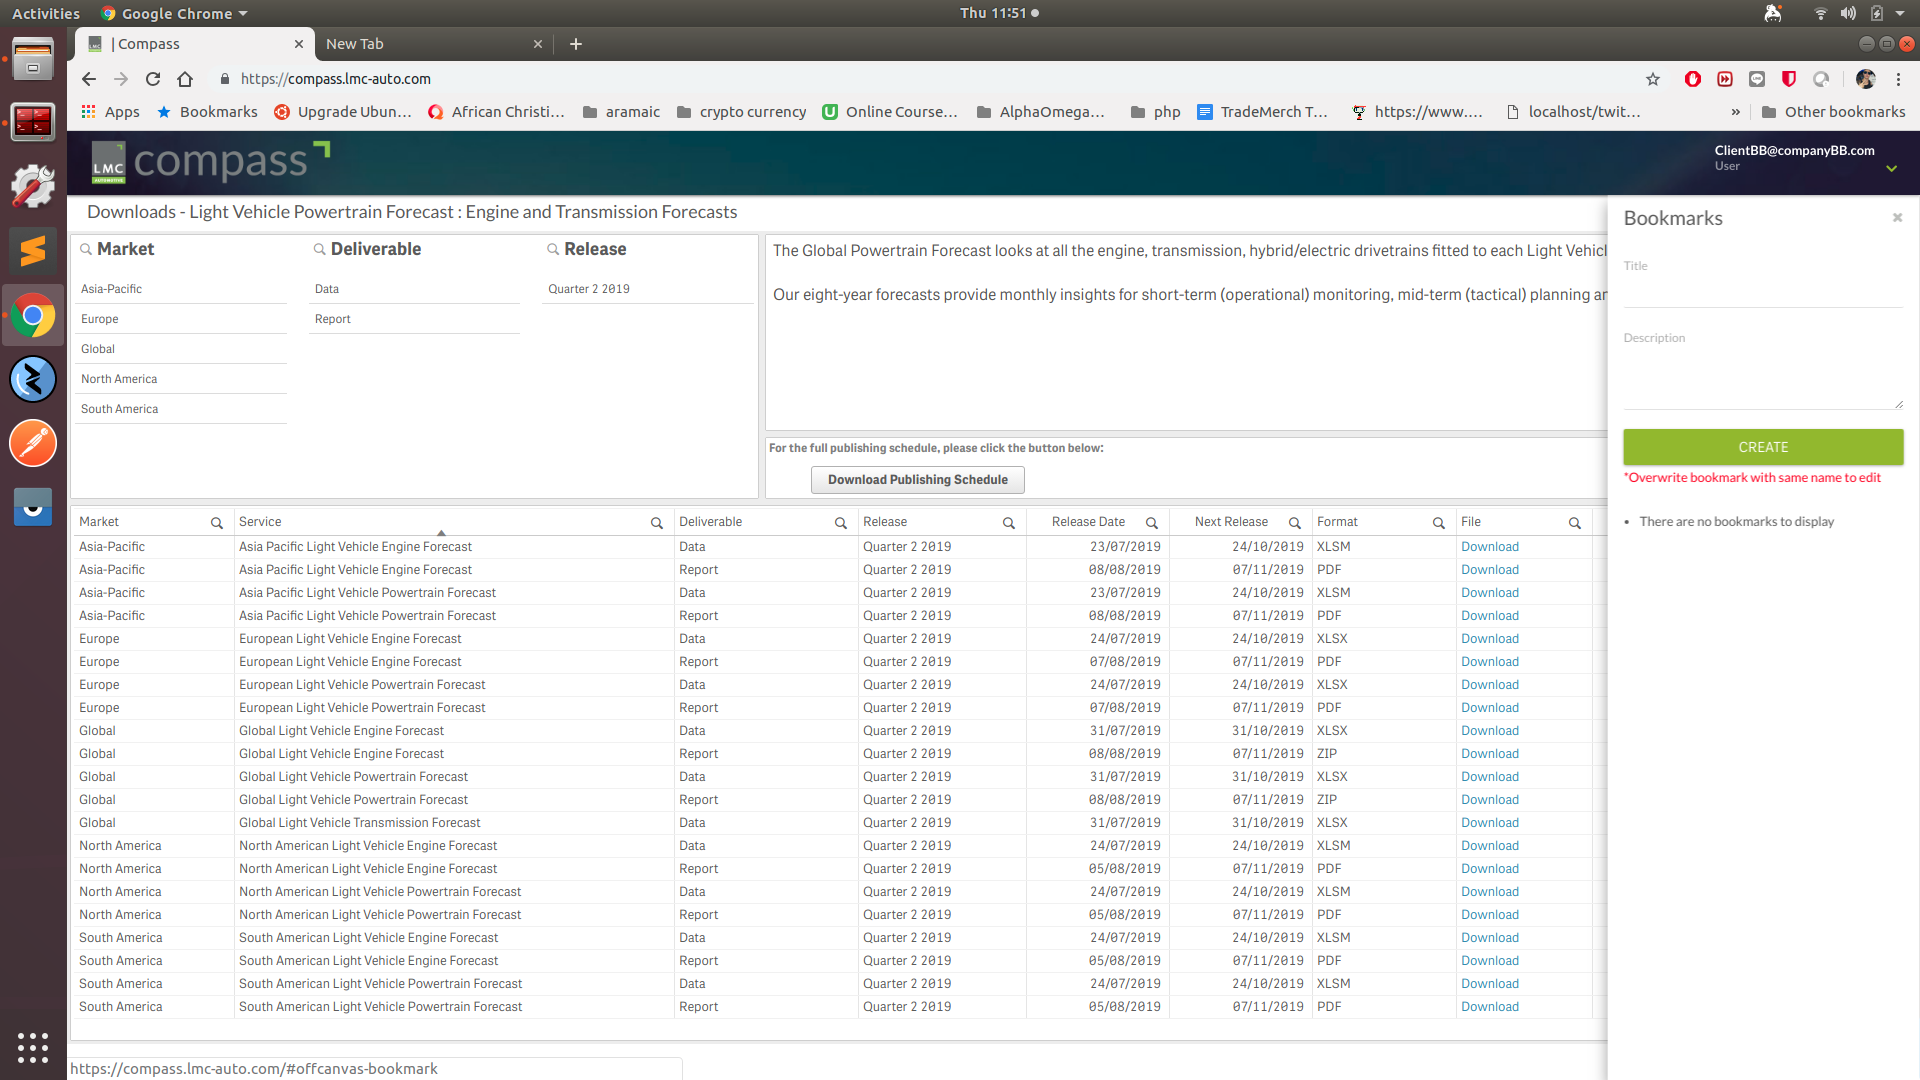 Activities
Google Chrome
Thu 11:51
| Compass
New Tab
https://compass.lmc-auto.com
Apps
Bookmarks
Upgrade Ubun...
African Christi...
aramaic
crypto currency
Online Course...
AlphaOmega...
php
TradeMerch T...
https://www....
localhost/twit...
»
Other bookmarks
LMC
AUTOMOTIVE
compass
ClientBB@companyBB.com
User
Downloads - Light Vehicle Powertrain Forecast : Engine and Transmission Forecasts
Market
Asia-Pacific
Europe
Global
North America
South America
Deliverable
Data
Report
Release
Quarter 2 2019
The Global Powertrain Forecast looks at all the engine, transmission, hybrid/electric drivetrains fitted to each Light Vehicl
Our eight-year forecasts provide monthly insights for short-term (operational) monitoring, mid-term (tactical) planning an
For the full publishing schedule, please click the button below:
Download Publishing Schedule
Market Service Deliverable Release Release Date Next Release Format File
Asia-Pacific Asia Pacific Light Vehicle Engine Forecast Data Quarter 2 2019 23/07/2019 24/10/2019 XLSM Download
Asia-Pacific Asia Pacific Light Vehicle Engine Forecast Report Quarter 2 2019 08/08/2019 07/11/2019 PDF Download
Asia-Pacific Asia Pacific Light Vehicle Powertrain Forecast Data Quarter 2 2019 23/07/2019 24/10/2019 XLSM Download
Asia-Pacific Asia Pacific Light Vehicle Powertrain Forecast Report Quarter 2 2019 08/08/2019 07/11/2019 PDF Download
Europe European Light Vehicle Engine Forecast Data Quarter 2 2019 24/07/2019 24/10/2019 XLSX Download
Europe European Light Vehicle Engine Forecast Report Quarter 2 2019 07/08/2019 07/11/2019 PDF Download
Europe European Light Vehicle Powertrain Forecast Data Quarter 2 2019 24/07/2019 24/10/2019 XLSX Download
Europe European Light Vehicle Powertrain Forecast Report Quarter 2 2019 07/08/2019 07/11/2019 PDF Download
Global Global Light Vehicle Engine Forecast Data Quarter 2 2019 31/07/2019 31/10/2019 XLSX Download
Global Global Light Vehicle Engine Forecast Report Quarter 2 2019 08/08/2019 07/11/2019 ZIP Download
Global Global Light Vehicle Powertrain Forecast Data Quarter 2 2019 31/07/2019 31/10/2019 XLSX Download
Global Global Light Vehicle Powertrain Forecast Report Quarter 2 2019 08/08/2019 07/11/2019 ZIP Download
Global Global Light Vehicle Transmission Forecast Data Quarter 2 2019 31/07/2019 31/10/2019 XLSX Download
North America North American Light Vehicle Engine Forecast Data Quarter 2 2019 24/07/2019 24/10/2019 XLSM Download
North America North American Light Vehicle Engine Forecast Report Quarter 2 2019 05/08/2019 07/11/2019 PDF Download
North America North American Light Vehicle Powertrain Forecast Data Quarter 2 2019 24/07/2019 24/10/2019 XLSM Download
North America North American Light Vehicle Powertrain Forecast Report Quarter 2 2019 05/08/2019 07/11/2019 PDF Download
South America South American Light Vehicle Engine Forecast Data Quarter 2 2019 24/07/2019 24/10/2019 XLSM Download
South America South American Light Vehicle Engine Forecast Report Quarter 2 2019 05/08/2019 07/11/2019 PDF Download
South America South American Light Vehicle Powertrain Forecast Data Quarter 2 2019 24/07/2019 24/10/2019 XLSM Download
South America South American Light Vehicle Powertrain Forecast Report Quarter 2 2019 05/08/2019 07/11/2019 PDF Download
Bookmarks
Title
Description
CREATE
*Overwrite bookmark with same name to edit
• There are no bookmarks to display
https://compass.lmc-auto.com/#offcanvas-bookmark